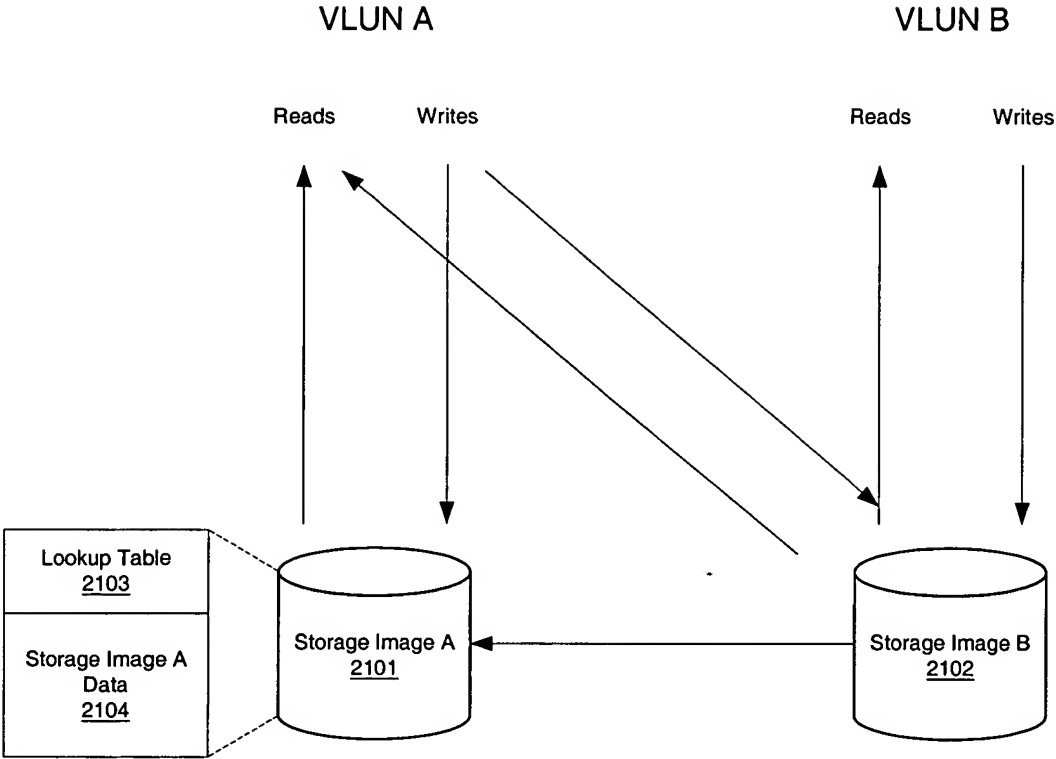 VLUN A
VLUN B
Reads
Writes
Reads
Writes
Lookup Table
2103
Storage Image A
Data
2104
Storage Image A
2101
Storage Image B
2102